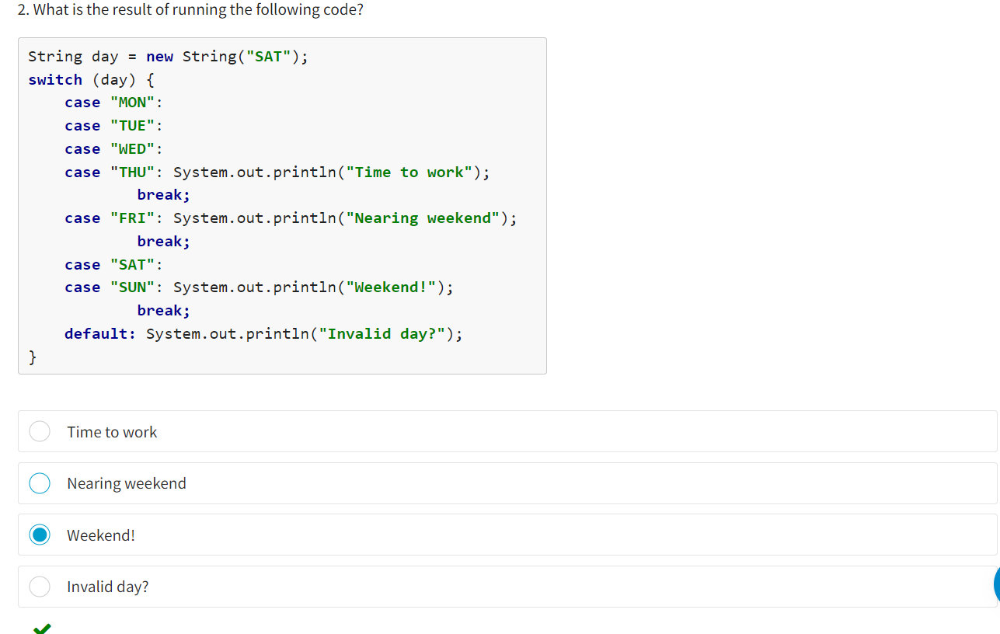 2. What is the result of running the following code?
String day = new String("SAT");
switch (day) {
    case "MON":
    case "TUE":
    case "WED":
    case "THU": System.out.println("Time to work");
            break;
    case "FRI": System.out.println("Nearing weekend");
            break;
    case "SAT":
    case "SUN": System.out.println("Weekend!");
            break;
    default: System.out.println("Invalid day?");
}
Time to work
Nearing weekend
Weekend!
Invalid day?